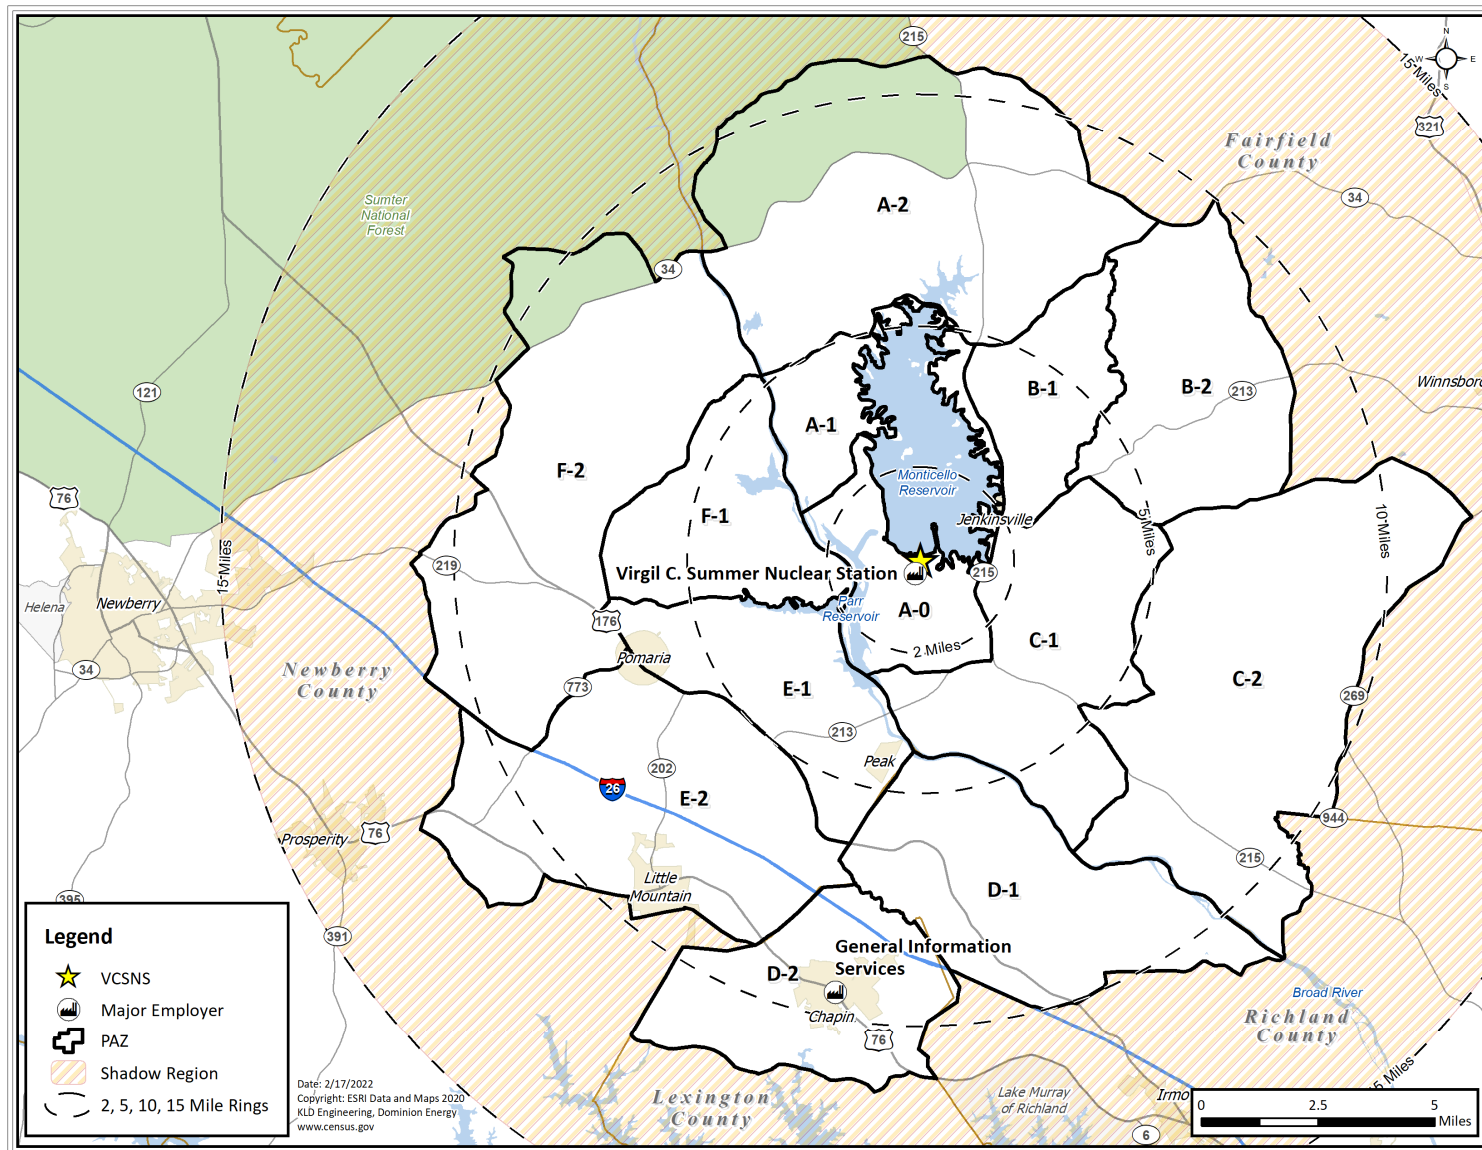 215
N
W
E
S
15 Miles
321
Fairfield
County
34
Sumter
National
Forest
A-2
34
121
B-1
B-2
213
Winnsboro
A-1
F-2
Monticello
Reservoir
76
F-1
Jenkinsville
5 Miles
10 Miles
15 Miles
219
Virgil C. Summer Nuclear Station
215
Helena
Newberry
Parr
Reservoir
A-0
176
2 Miles
C-1
Pomaria
34
Newberry
County
773
E-1
C-2
269
213
Peak
202
26
E-2
944
Prosperity
76
215
Little
Mountain
D-1
395
391
General Information
Services
D-2
Chapin
76
Broad River
Richland
County
15 Miles
Lake Murray
of Richland
Irmo
Lexington
County
6
Legend
VCSNS
Major Employer
PAZ
Shadow Region
2, 5, 10, 15 Mile Rings
Date: 2/17/2022
Copyright: ESRI Data and Maps 2020
KLD Engineering, Dominion Energy
www.census.gov
0 2.5 5
Miles